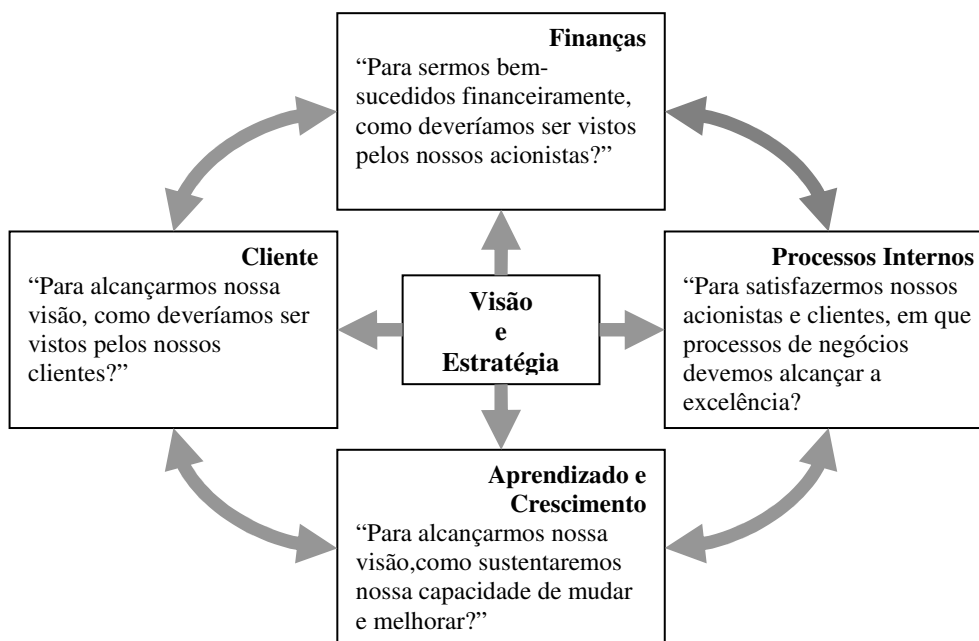 Finanças
“Para sermos bem-
sucedidos financeiramente,
como deveríamos ser vistos
pelos nossos acionistas?”
Cliente
“Para alcançarmos nossa
visão, como deveríamos ser
vistos pelos nossos
clientes?”
Visão
e
Estratégia
Processos Internos
“Para satisfazermos nossos
acionistas e clientes, em que
processos de negócios
devemos alcançar a
excelência?
Aprendizado e
Crescimento
“Para alcançarmos nossa
visão,como sustentaremos
nossa capacidade de mudar
e melhorar?”